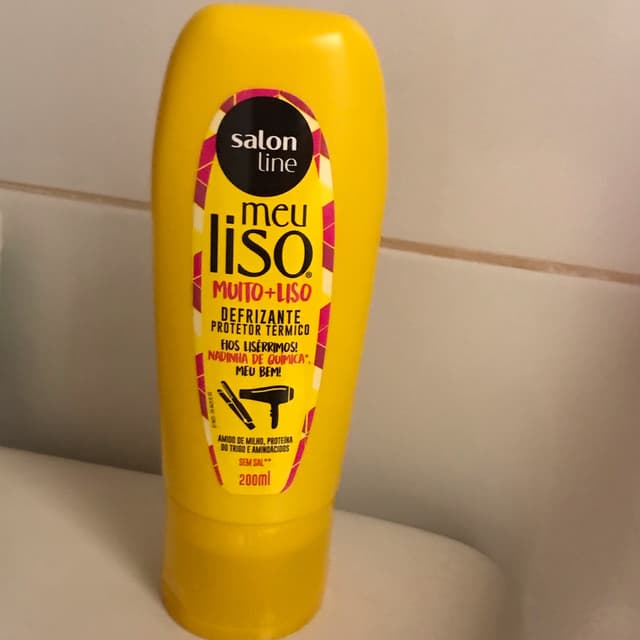 salon
line
meu
liso®
MUITO+LISO
DEFRIZANTE
PROTETOR TÉRMICO
FIOS LISÉRRIMOS!
NADINHA DE QUÍMICA*,
MEU BEM!
AMIDO DE MILHO, PROTEÍNA
DO TRIGO E AMINOÁCIDOS
SEM SAL**
200ml